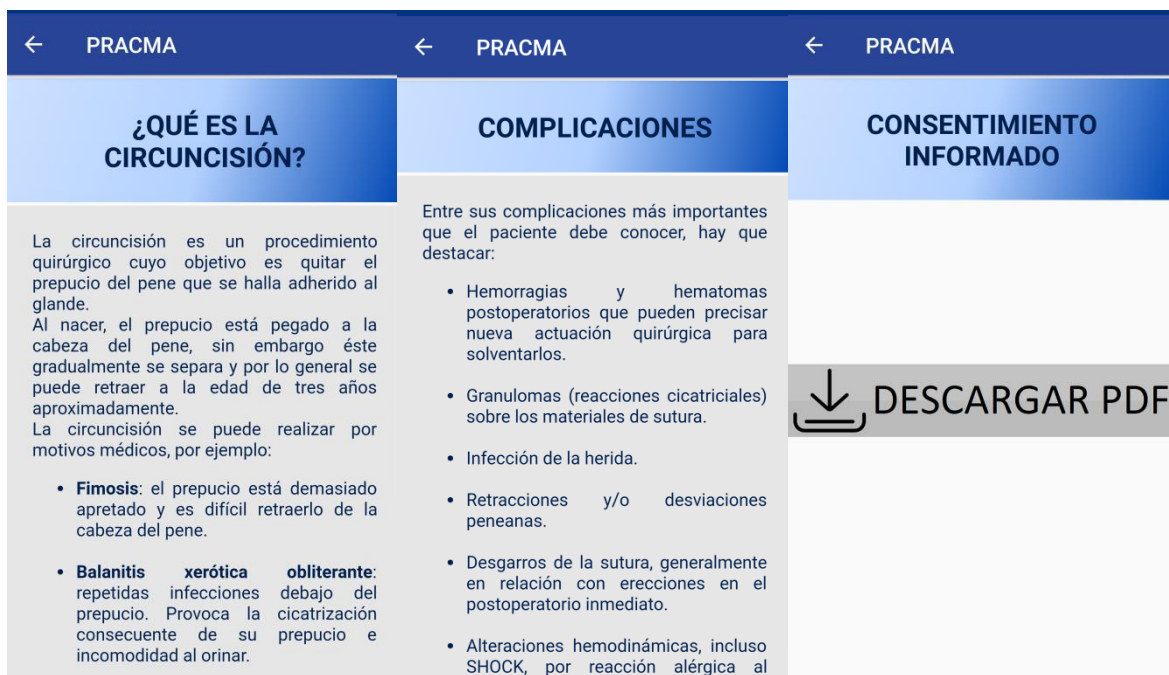 PRACMA
¿QUÉ ES LA
CIRCUNCISIÓN?
La circuncisión es un procedimiento
quirúrgico cuyo objetivo es quitar el
prepucio del pene que se halla adherido al
glande.
Al nacer, el prepucio está pegado a la
cabeza del pene, sin embargo éste
gradualmente se separa y por lo general se
puede retraer a la edad de tres años
aproximadamente.
La circuncisión se puede realizar por
motivos médicos, por ejemplo:
• Fimosis: el prepucio está demasiado
apretado y es difícil retraerlo de la
cabeza del pene.
• Balanitis xerótica obliterante:
repetidas infecciones debajo del
prepucio. Provoca la cicatrización
consecuente de su prepucio e
incomodidad al orinar.
PRACMA
COMPLICACIONES
Entre sus complicaciones más importantes
que el paciente debe conocer, hay que
destacar:
• Hemorragias y hematomas
postoperatorios que pueden precisar
nueva actuación quirúrgica para
solventarlos.
• Granulomas (reacciones cicatriciales)
sobre los materiales de sutura.
• Infección de la herida.
• Retracciones y/o desviaciones
peneanas.
• Desgarros de la sutura, generalmente
en relación con erecciones en el
postoperatorio inmediato.
• Alteraciones hemodinámicas, incluso
SHOCK, por reacción alérgica al
PRACMA
CONSENTIMIENTO
INFORMADO
DESCARGAR PDF